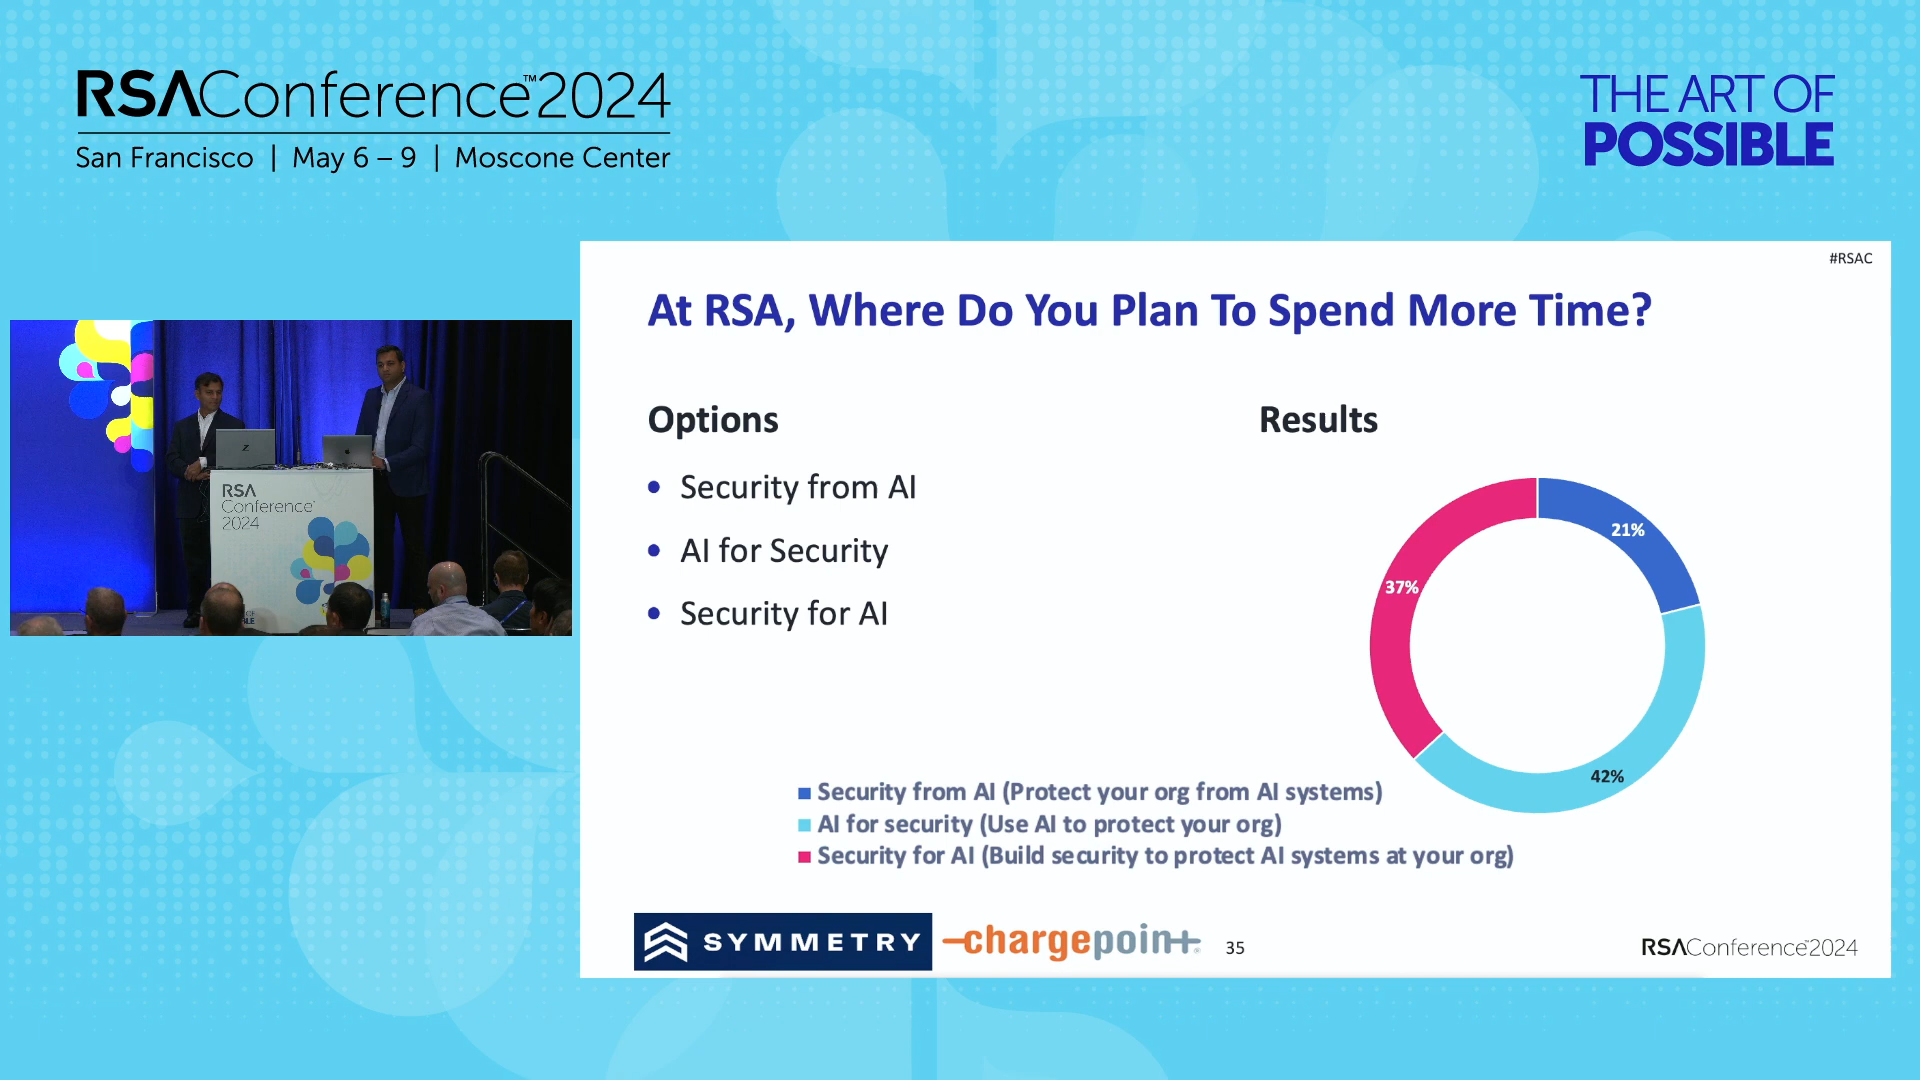 RSAConference™2024
San Francisco | May 6 – 9 | Moscone Center
THE ART OF
POSSIBLE
#RSAC
At RSA, Where Do You Plan To Spend More Time?
Options
• Security from AI
• AI for Security
• Security for AI
Results
21%
37%
42%
Security from AI (Protect your org from AI systems)
AI for security (Use AI to protect your org)
Security for AI (Build security to protect AI systems at your org)
SYMMETRY
chargepoin+
35
RSAConference2024
RSA
Conference
2024